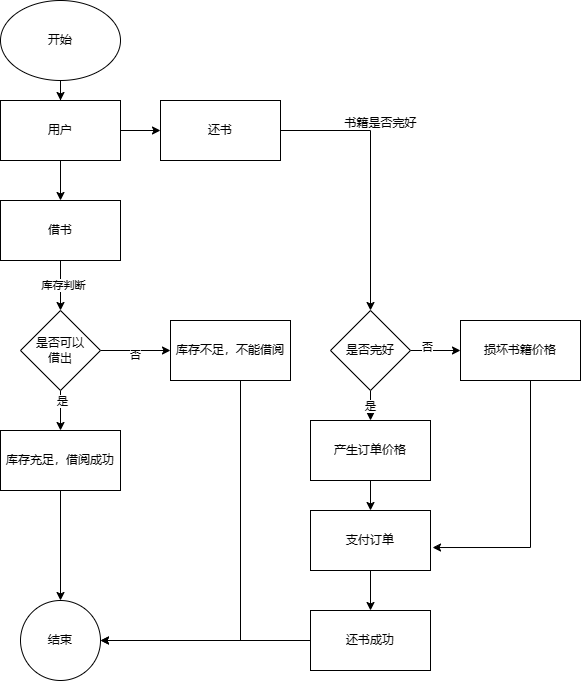 开始
用户
还书
书籍是否完好
借书
库存判断
是否可以
借出
否
库存不足，不能借阅
是否完好
否
损坏书籍价格
是
是
库存充足，借阅成功
产生订单价格
支付订单
结束
还书成功